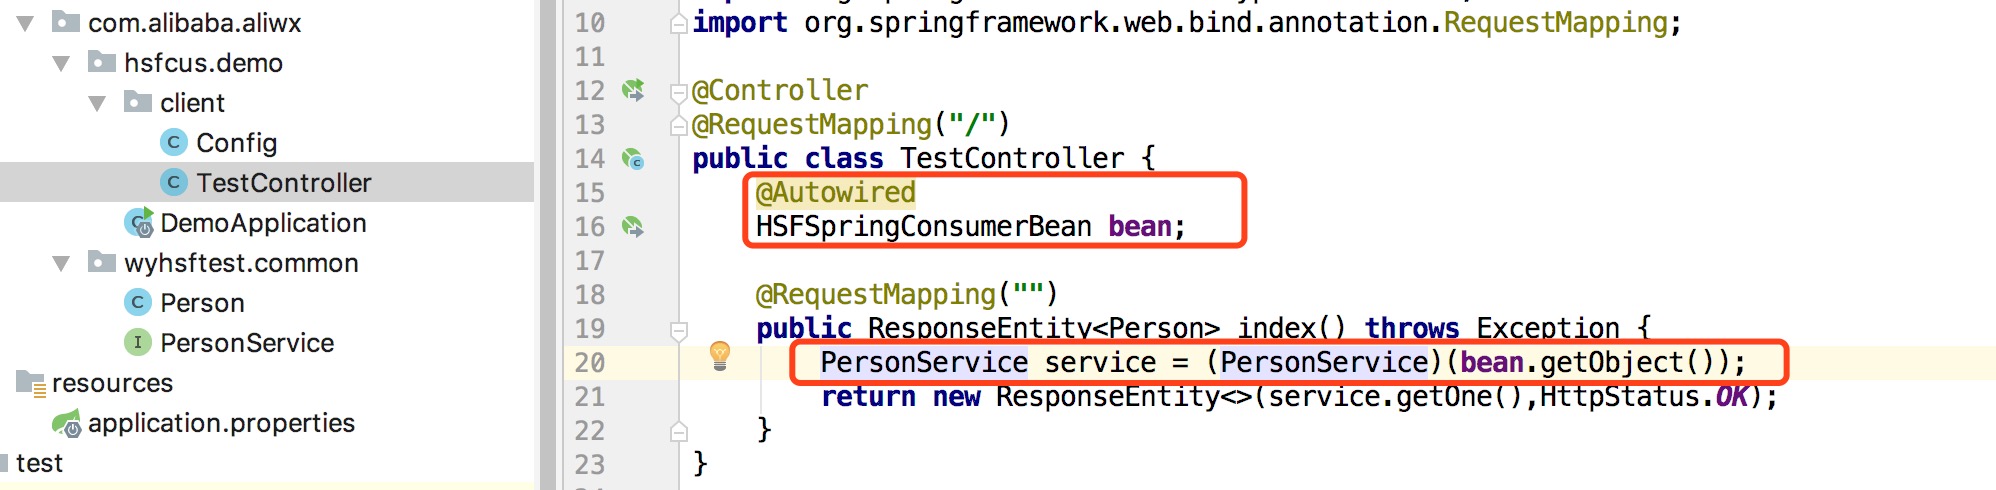 com.alibaba.aliwx
hsfcus.demo
client
Config
TestController
DemoApplication
wyhsftest.common
Person
PersonService
resources
application.properties
test
10 import org.springframework.web.bind.annotation.RequestMapping;
11
12 @Controller
13 @RequestMapping("/")
14 public class TestController {
15 @Autowired
16 HSFSpringConsumerBean bean;
17
18 @RequestMapping("")
19 public ResponseEntity<Person> index() throws Exception {
20 PersonService service = (PersonService)(bean.getObject());
21 return new ResponseEntity<>(service.getOne(),HttpStatus.OK);
22 }
23 }